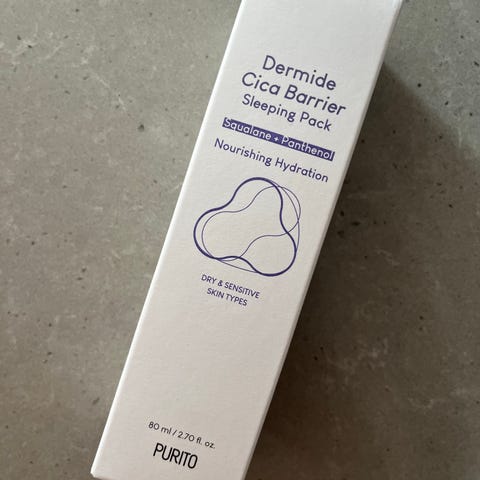 Dermide
Cica Barrier
Sleeping Pack
Squalane + Panthenol
Nourishing Hydration
DRY & SENSITIVE
SKIN TYPES
80 ml / 2.70 fl. oz.
PURITO